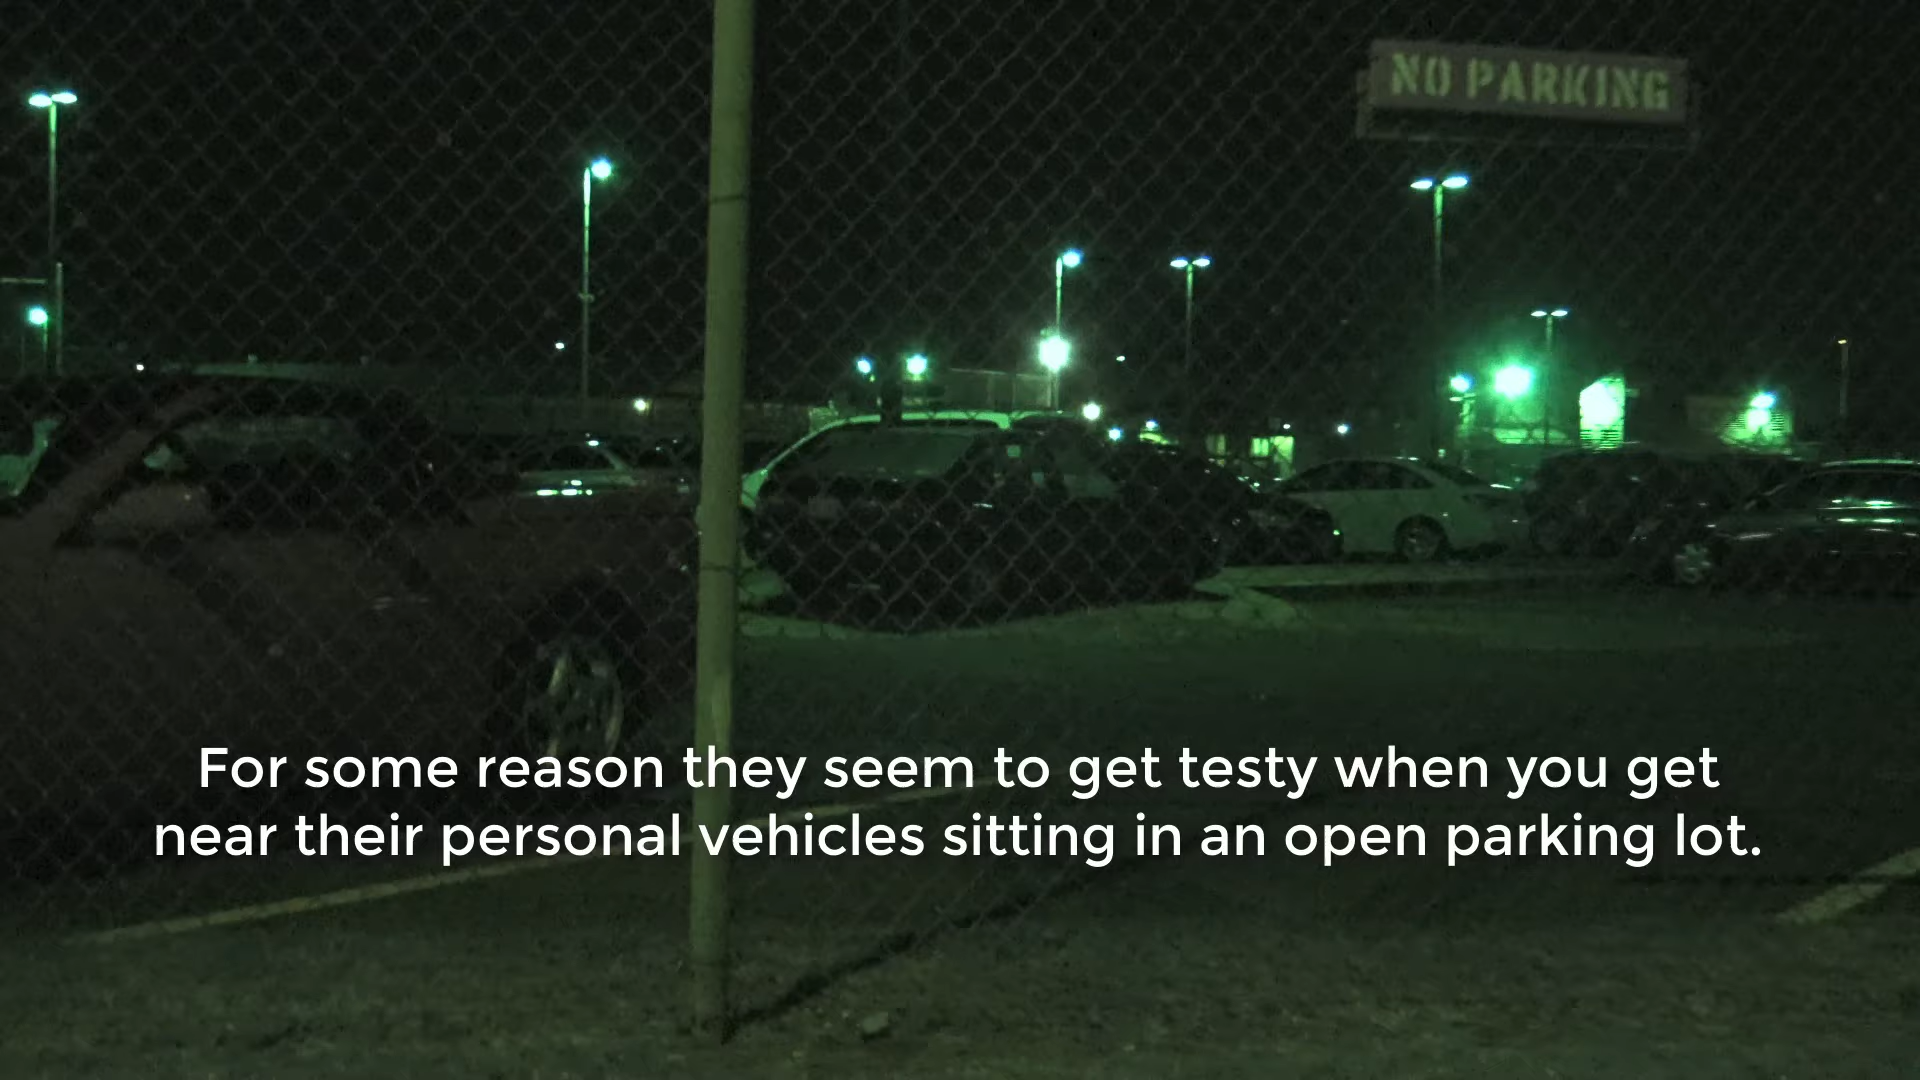 NO PARKING
For some reason they seem to get testy when you get
near their personal vehicles sitting in an open parking lot.